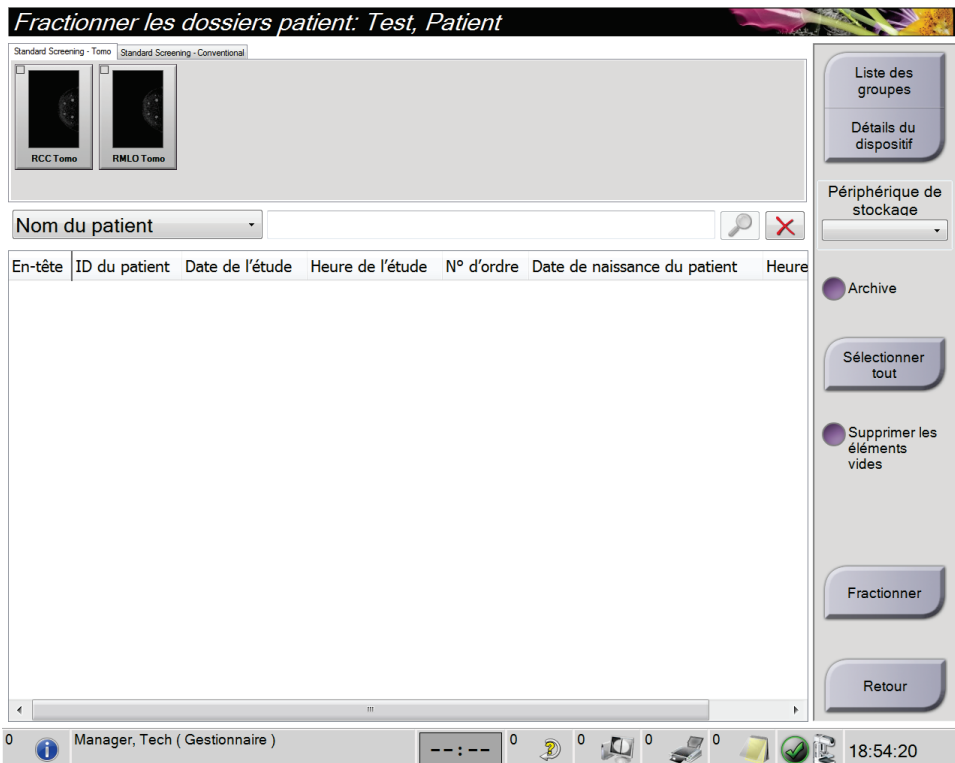 Fractionner les dossiers patient: Test, Patient
Standard Screening - Tomo Standard Screening - Conventional
RCC Tomo RMLO Tomo
Liste des
groupes
Détails du
dispositif
Périphérique de
stockage
Nom du patient
En-tête ID du patient Date de l'étude Heure de l'étude N° d'ordre Date de naissance du patient Heure
Archive
Sélectionner
tout
Supprimer les
éléments
vides
Fractionner
Retour
0 Manager, Tech ( Gestionnaire ) --:-- 0 0 0 0 18:54:20